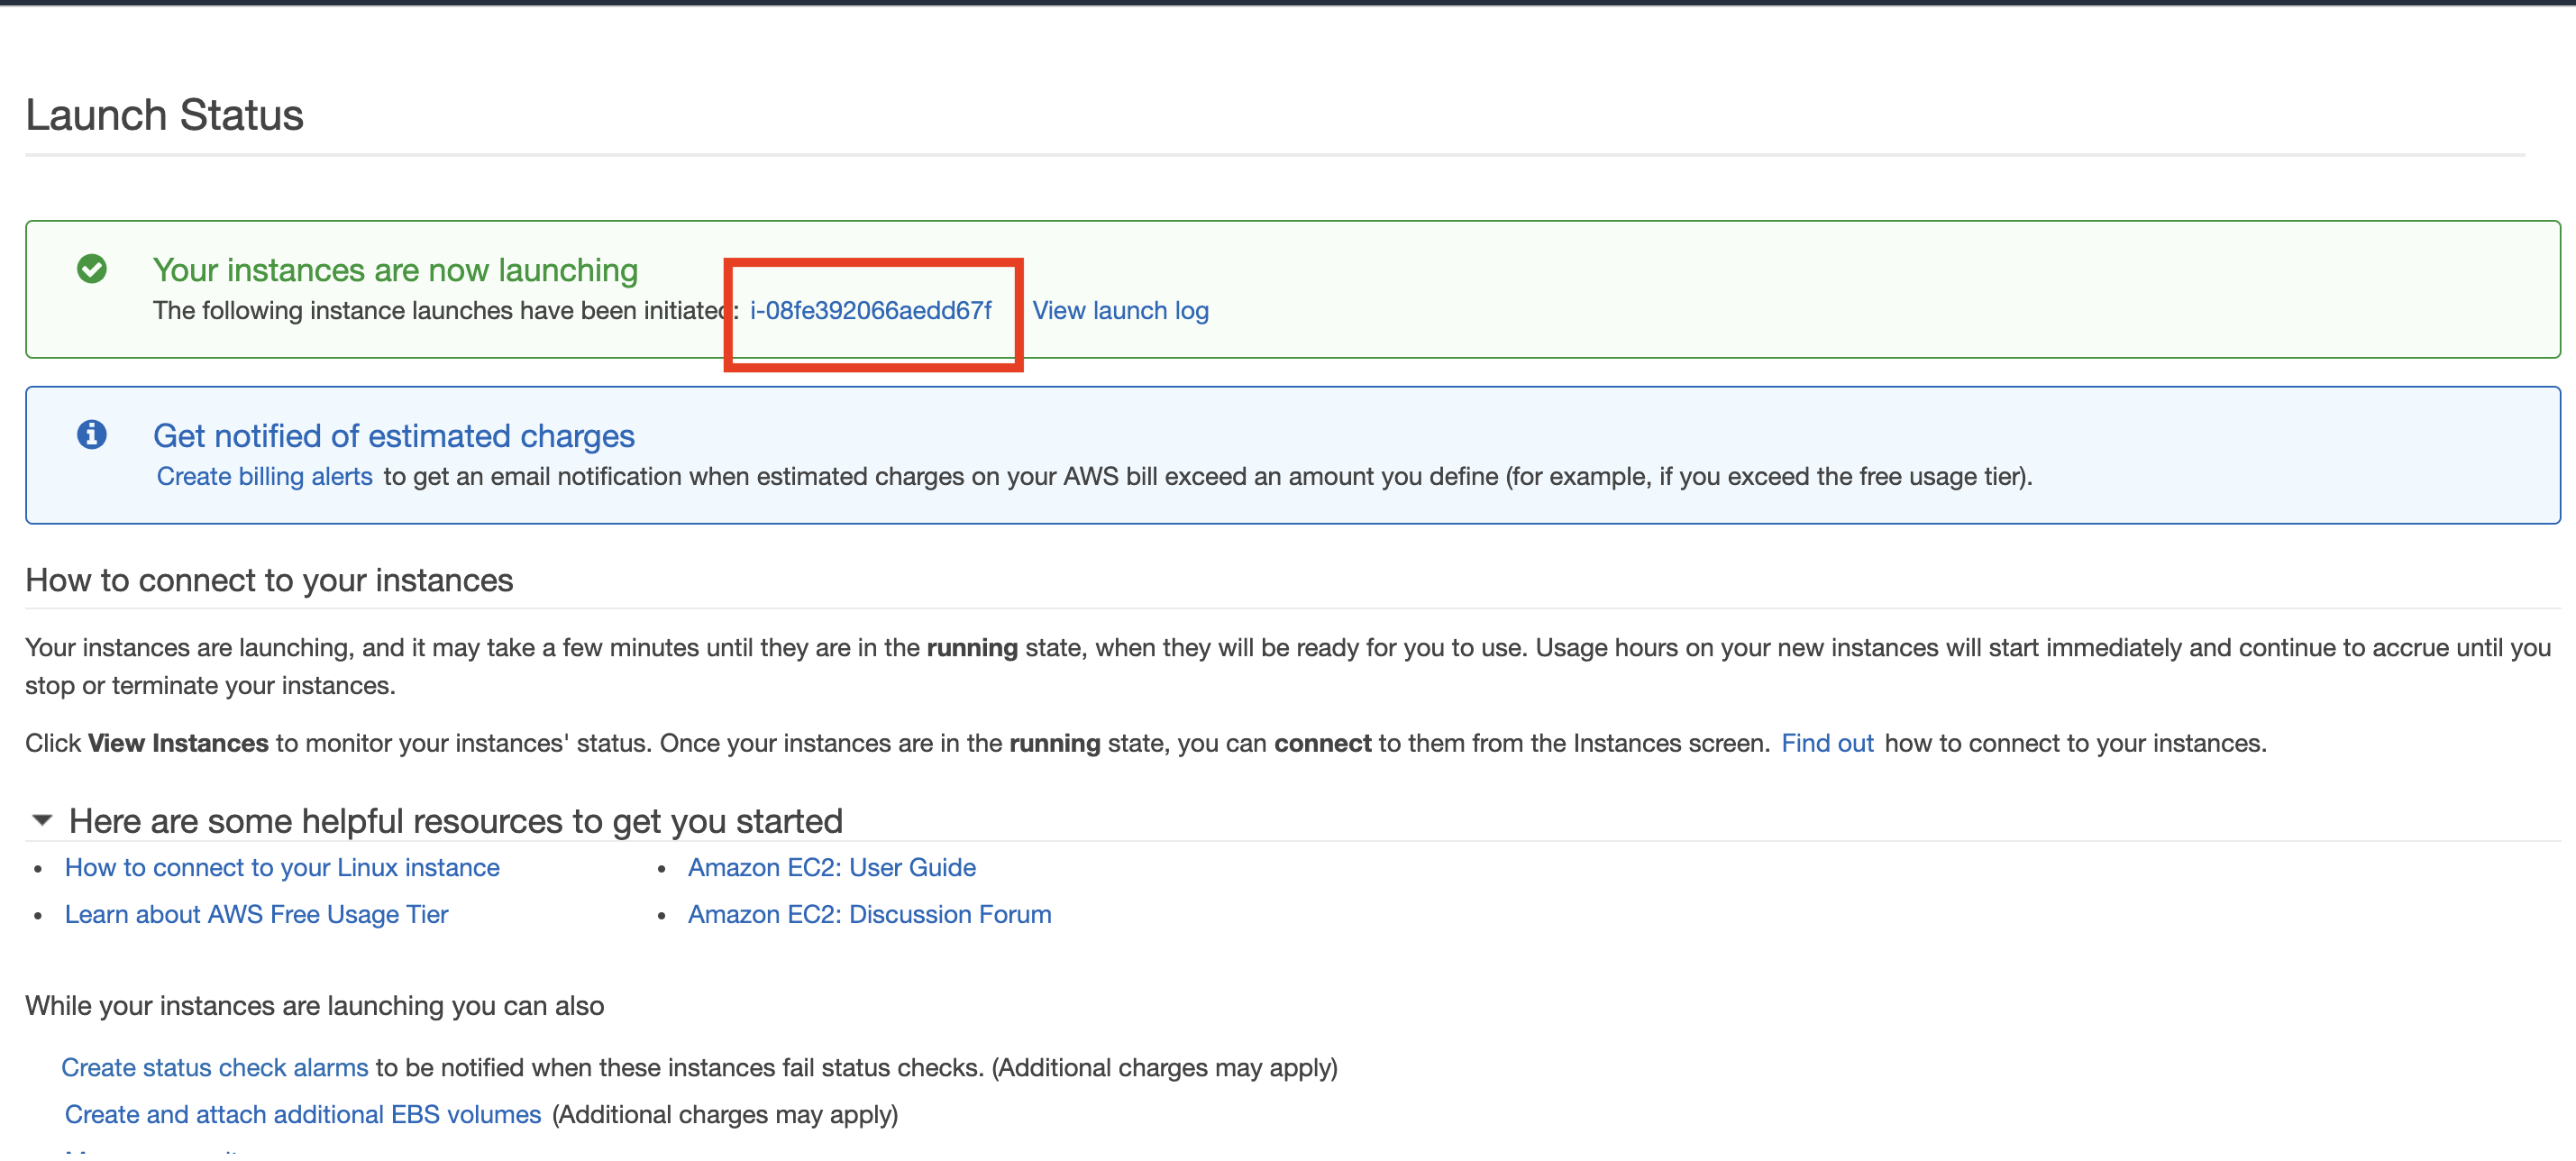 Launch Status
Your instances are now launching
The following instance launches have been initiated: i-08fe392066aedd67f View launch log
Get notified of estimated charges
Create billing alerts to get an email notification when estimated charges on your AWS bill exceed an amount you define (for example, if you exceed the free usage tier).
How to connect to your instances
Your instances are launching, and it may take a few minutes until they are in the running state, when they will be ready for you to use. Usage hours on your new instances will start immediately and continue to accrue until you
stop or terminate your instances.
Click View Instances to monitor your instances' status. Once your instances are in the running state, you can connect to them from the Instances screen. Find out how to connect to your instances.
Here are some helpful resources to get you started
• How to connect to your Linux instance
• Amazon EC2: User Guide
• Learn about AWS Free Usage Tier
• Amazon EC2: Discussion Forum
While your instances are launching you can also
Create status check alarms to be notified when these instances fail status checks. (Additional charges may apply)
Create and attach additional EBS volumes (Additional charges may apply)